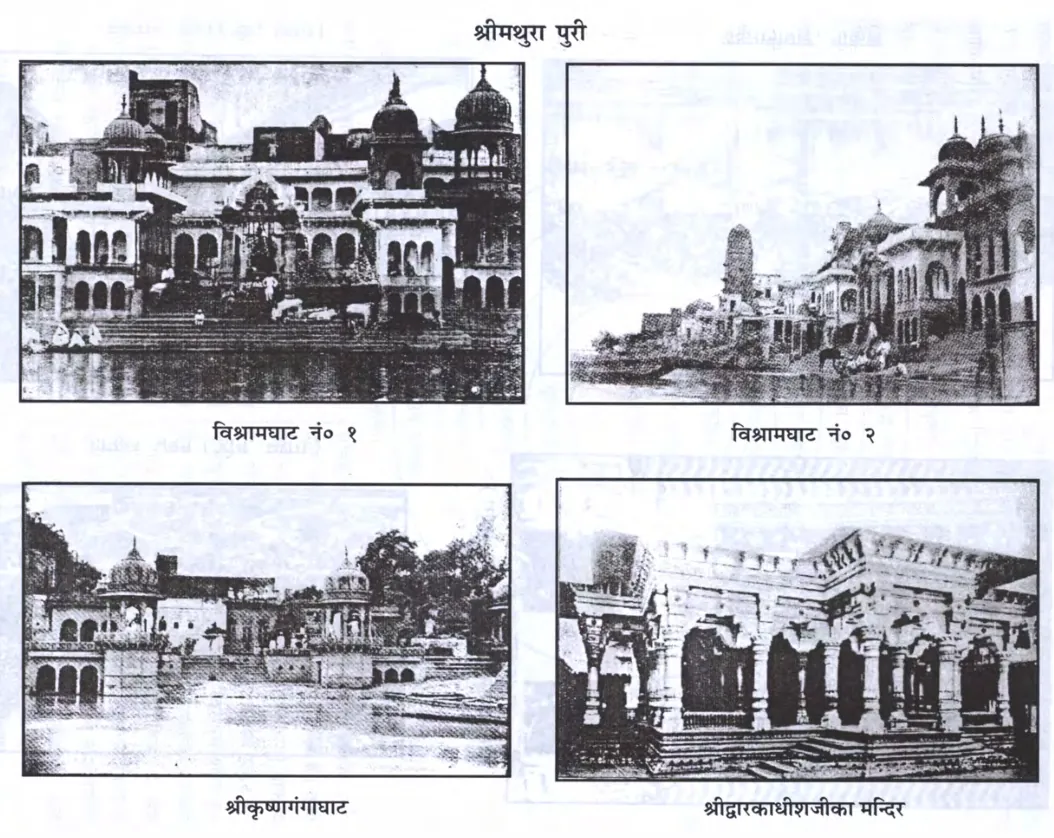 श्रीमथुरा पुरी
विश्रामघाट नं० १
विश्रामघाट नं० २
श्रीकृष्णगंगाघाट
श्रीद्वारकाधीशजीका मन्दिर